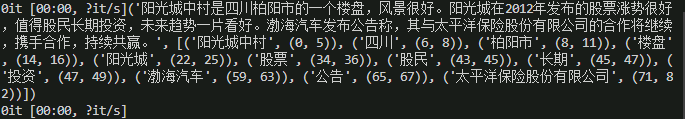 0it [00:00, ?it/s]('阳光城中村是四川柏阳市的一个楼盘，风景很好。阳光城在2012年发布的股票涨势很好
，值得股民长期投资，未来趋势一片看好。渤海汽车发布公告称，其与太平洋保险股份有限公司的合作将继续
，携手合作，持续共赢。', [('阳光城中村', (0, 5)), ('四川', (6, 8)), ('柏阳市', (8, 11)), ('楼盘',
(14, 16)), ('阳光城', (22, 25)), ('股票', (34, 36)), ('股民', (43, 45)), ('长期', (45, 47)), (
'投资', (47, 49)), ('渤海汽车', (59, 63)), ('公告', (65, 67)), ('太平洋保险股份有限公司', (71, 8
2))])
0it [00:00, ?it/s]